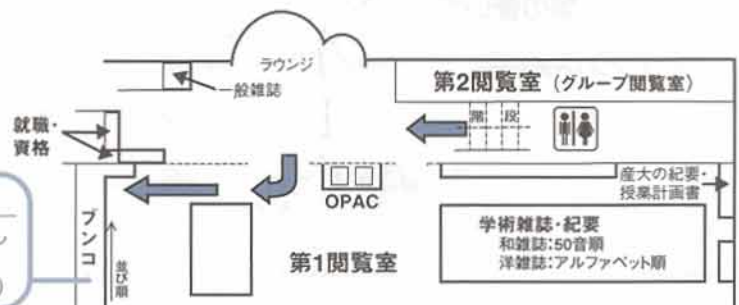 ラウンジ
一般雑誌
第2閲覧室（グループ閲覧室）
階段
就職・
資格
産大の紀要・
授業計画書
OPAC
ブンコ
並び順
第1閲覧室
学術雑誌・紀要
和雑誌：50音順
洋雑誌：アルファベット順